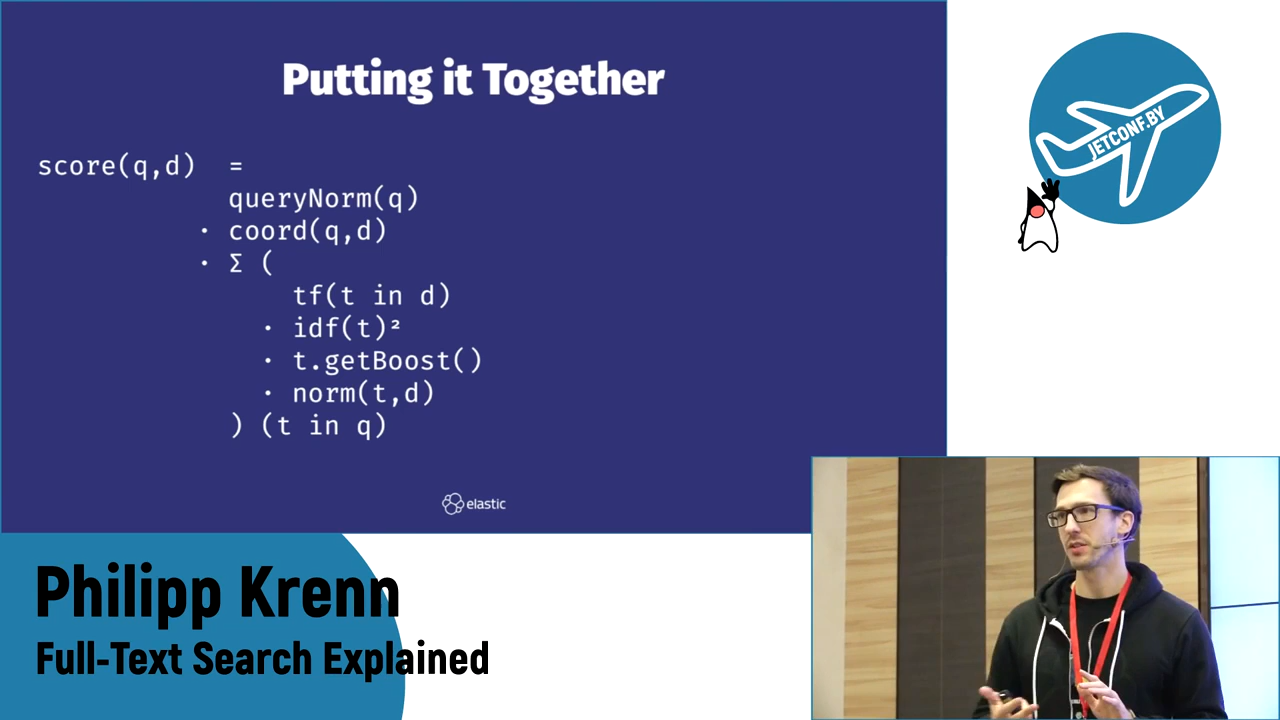 Putting it Together
score(q,d) =
queryNorm(q)
· coord(q,d)
· Σ (
tf(t in d)
· idf(t)²
· t.getBoost()
· norm(t,d)
) (t in q)
elastic
JETCONF.BY
Philipp Krenn
Full-Text Search Explained